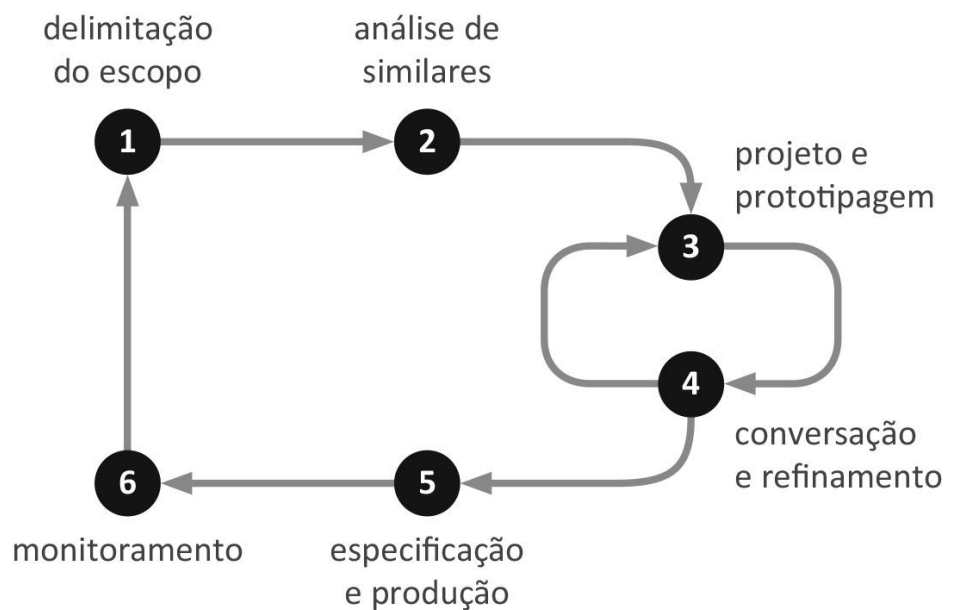 delimitação
do escopo
análise de
similares
1
2
projeto e
prototipagem
3
4
conversação
e refinamento
6
5
monitoramento
especificação
e produção